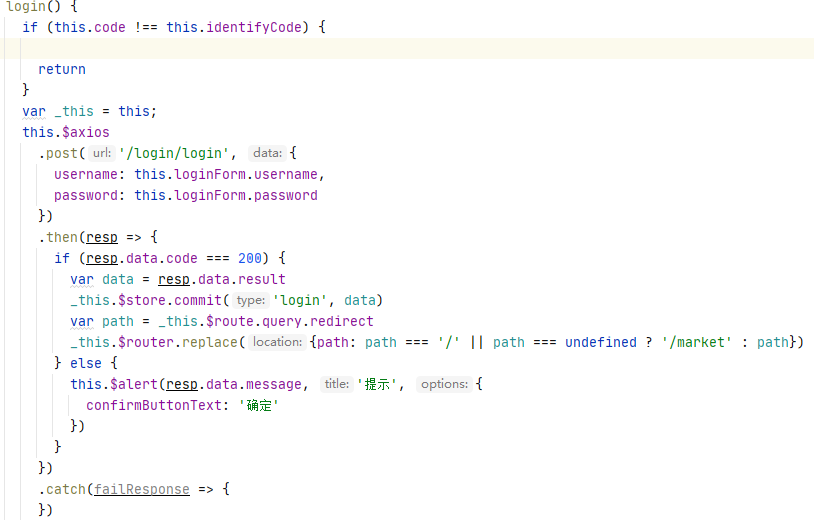 login() {
if (this.code !== this.identifyCode) {
return
}
var _this = this;
this.$axios
.post( url: '/login/login', data: {
username: this.loginForm.username,
password: this.loginForm.password
})
.then(resp => {
if (resp.data.code === 200) {
var data = resp.data.result
_this.$store.commit( type: 'login', data)
var path = _this.$route.query.redirect
_this.$router.replace( location: {path: path === '/' || path === undefined ? '/market' : path})
} else {
this.$alert(resp.data.message, title: '提示', options: {
confirmButtonText: '确定'
})
}
})
.catch(failResponse => {
})